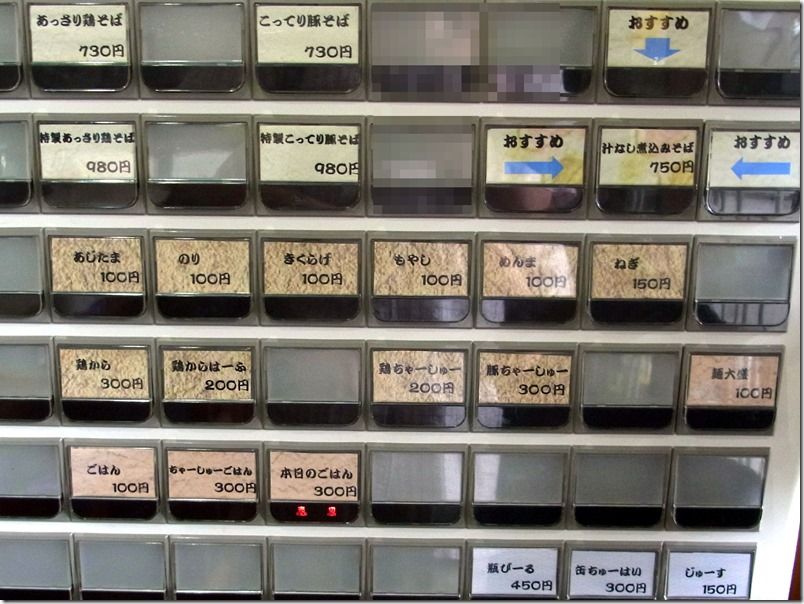 あっさり鶏そば
730円
こってり豚そば
730円
おすすめ
特製あっさり鶏そば
980円
特製こってり豚そば
980円
おすすめ
汁なし煮込みそば
750円
おすすめ
あじたま
100円
のり
100円
きくらげ
100円
もやし
100円
めんま
100円
ねぎ
150円
鶏から
300円
鶏からはーふ
200円
鶏ちゃーしゅー
200円
豚ちゃーしゅー
300円
麺大盛
100円
ごはん
100円
ちゃーしゅーごはん
300円
本日のごはん
300円
瓶びーる
450円
缶ちゅーはい
300円
じゅーす
150円